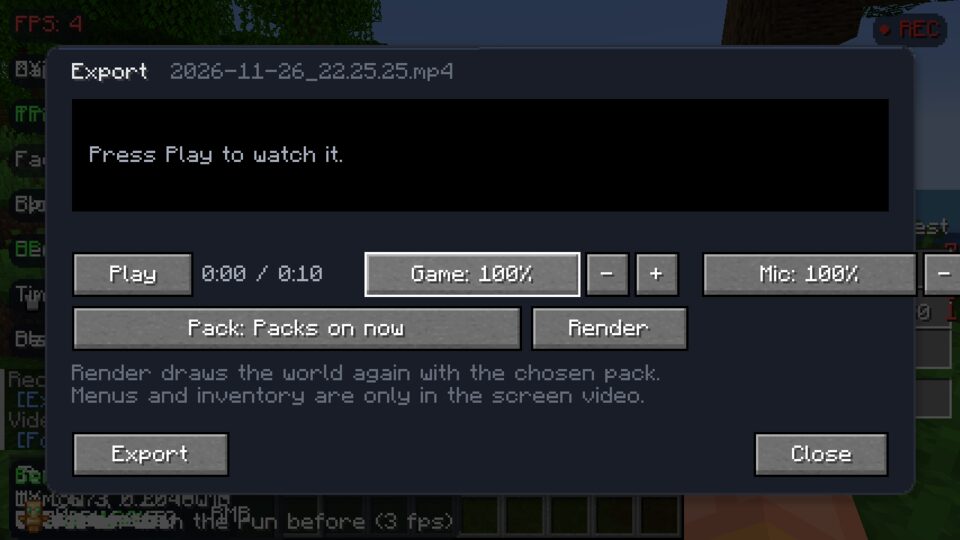 FPS: 4
REC
Export 2026-11-26_22.25.25.mp4
Press Play to watch it.
Play 0:00 / 0:10 Game: 100% - + Mic: 100% -
Pack: Packs on now Render
Render draws the world again with the chosen pack.
Menus and inventory are only in the screen video.
Export Close
RMB
before (3 fps)